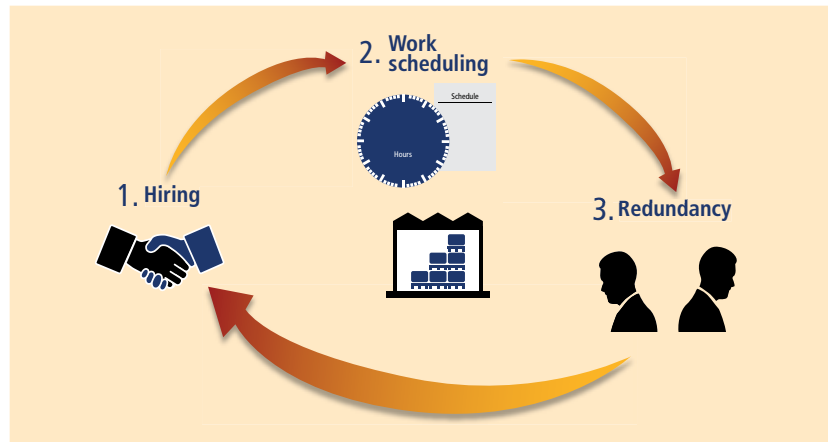 1. Hiring
2. Work
scheduling
Schedule
Hours
3. Redundancy